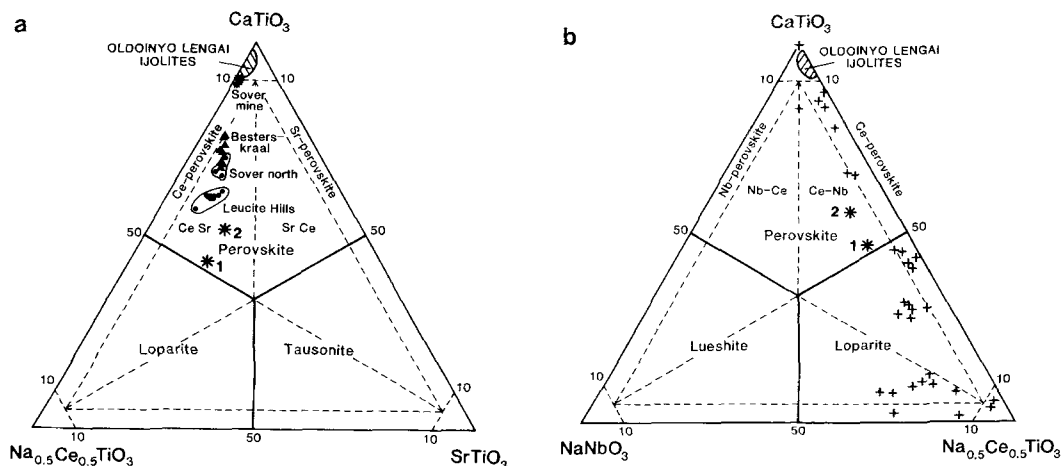 a
CaTiO3
OLDOINYO LENGAI
IJOLITES
10
10
Sover
mine
Besters
kraal
Sover north
Leucite Hills
Ce-perovskite
Sr-perovskite
Ce Sr
2
Sr Ce
50
50
Perovskite
1
Loparite
Tausonite
10
10
10
50
10
Na0.5Ce0.5TiO3
SrTiO3
b
CaTiO3
OLDOINYO LENGAI
IJOLITES
10
10
Nb-perovskite
Ce-perovskite
Nb-Ce
Ce-Nb
2
Perovskite
50
50
1
Lueshite
Loparite
10
10
10
50
10
NaNbO3
Na0.5Ce0.5TiO3